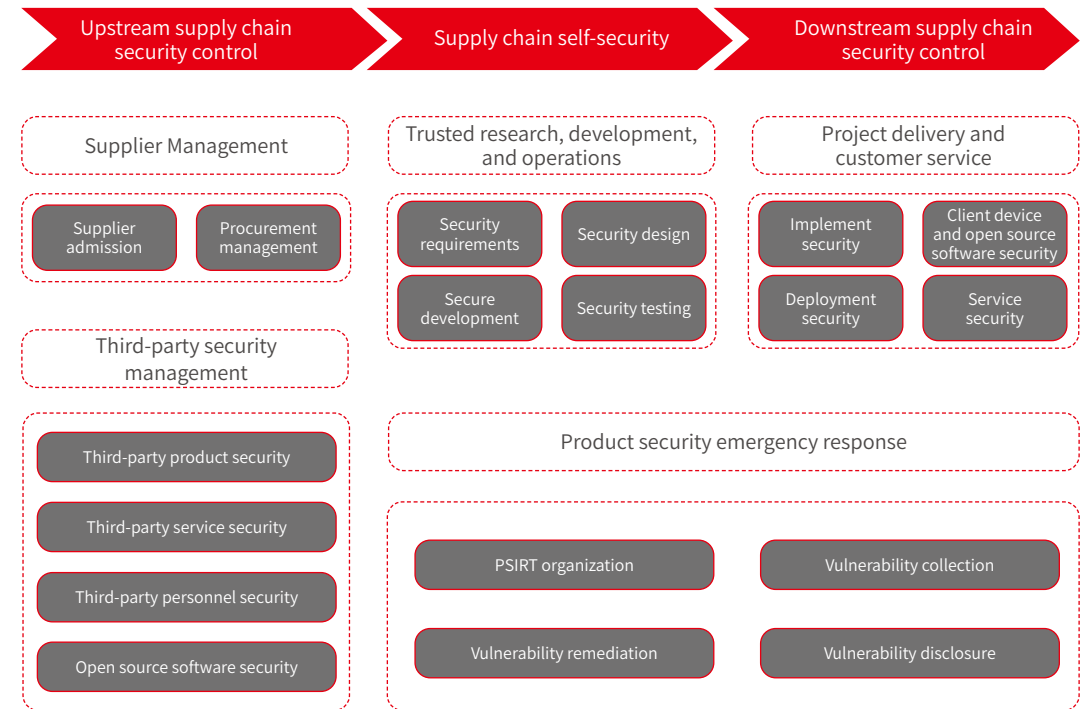 Upstream supply chain
security control
Supply chain self-security
Downstream supply chain
security control
Supplier Management
Trusted research, development,
and operations
Project delivery and
customer service
Supplier
admission
Procurement
management
Security
requirements
Security design
Secure
development
Security testing
Implement
security
Client device
and open source
software security
Deployment
security
Service
security
Third-party security
management
Third-party product security
Third-party service security
Third-party personnel security
Open source software security
Product security emergency response
PSIRT organization
Vulnerability collection
Vulnerability remediation
Vulnerability disclosure